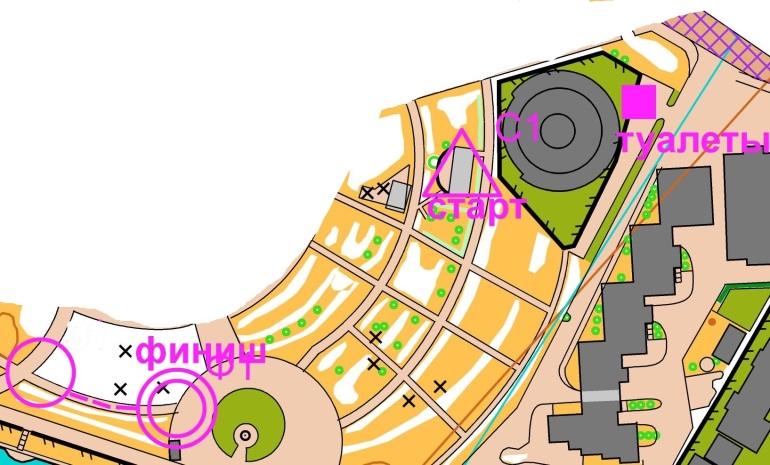 С1
туалеты
старт
финиш
Ф1